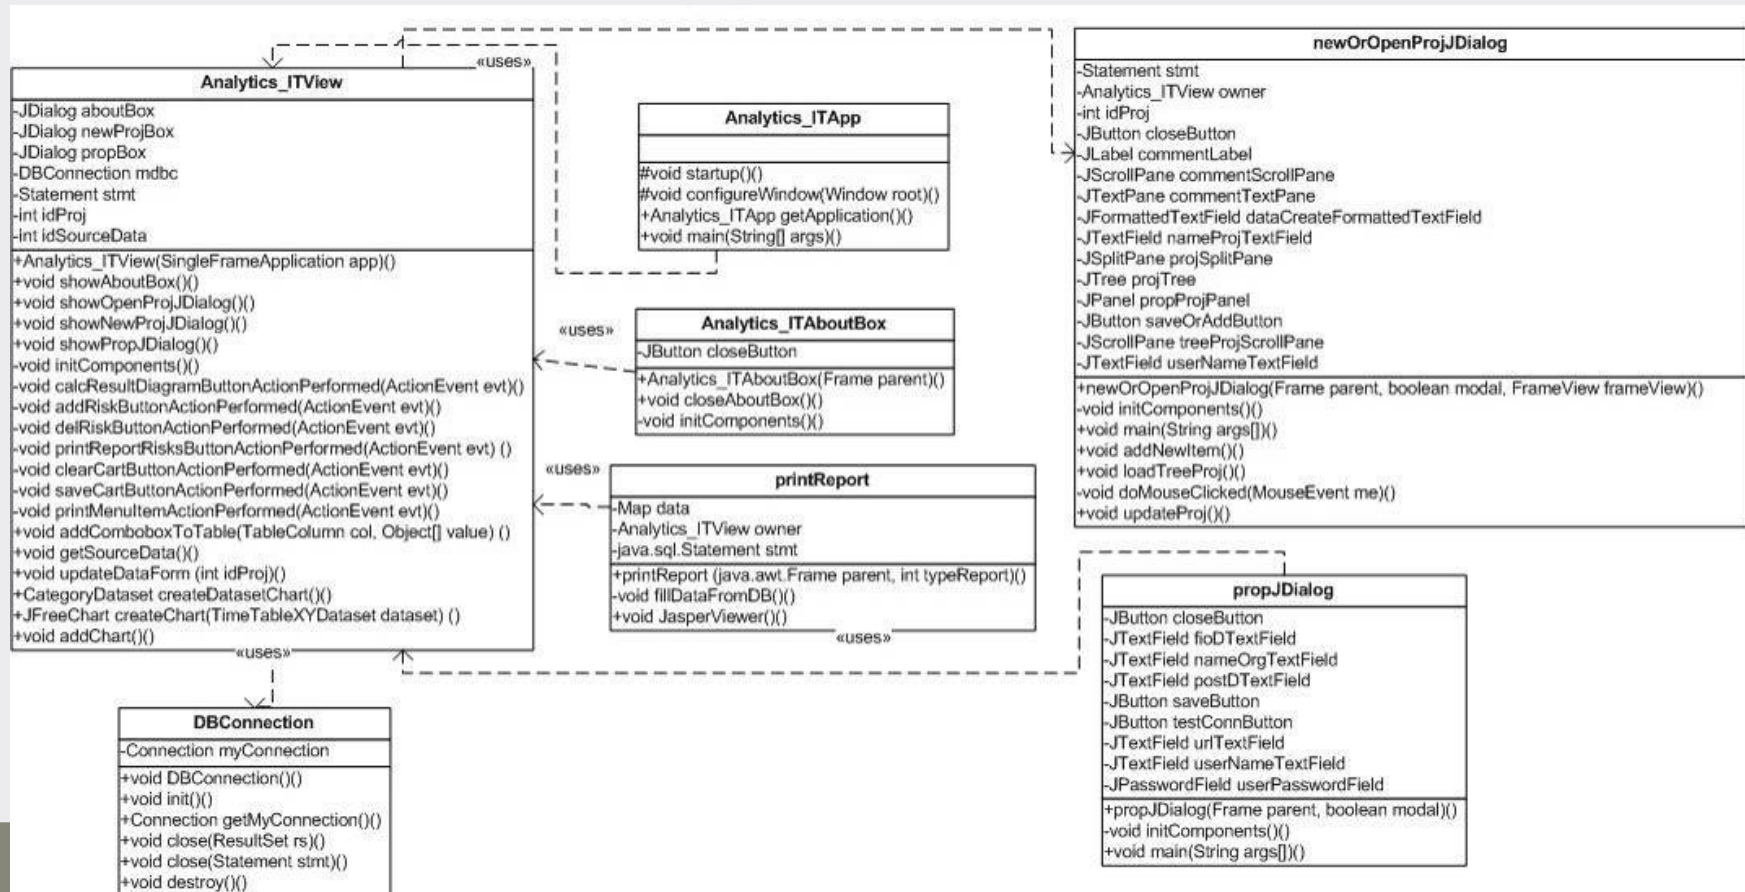 «uses»
Analytics_ITView
-JDialog aboutBox
-JDialog newProjBox
-JDialog propBox
-DBConnection mdbc
-Statement stmt
-int idProj
-int idSourceData
+Analytics_ITView(SingleFrameApplication app)()
+void showAboutBox()()
+void showOpenProjJDialog()()
+void showNewProjJDialog()()
+void showPropJDialog()()
-void initComponents()()
-void calcResultDiagramButtonActionPerformed(ActionEvent evt)()
-void addRiskButtonActionPerformed(ActionEvent evt)()
-void delRiskButtonActionPerformed(ActionEvent evt)()
-void printReportRisksButtonActionPerformed(ActionEvent evt) ()
-void clearCartButtonActionPerformed(ActionEvent evt)()
-void saveCartButtonActionPerformed(ActionEvent evt)()
-void printMenuItemActionPerformed(ActionEvent evt)()
+void addComboboxToTable(TableColumn col, Object[] value) ()
+void getSourceData()()
+void updateDataForm (int idProj)()
+CategoryDataset createDatasetChart()()
+JFreeChart createChart(TimeTableXYDataset dataset) ()
+void addChart()()
«uses»
DBConnection
-Connection myConnection
+void DBConnection()()
+void init()()
+Connection getMyConnection()()
+void close(ResultSet rs)()
+void close(Statement stmt)()
+void destroy()()
Analytics_ITApp
#void startup()()
#void configureWindow(Window root)()
+Analytics_ITApp getApplication()()
+void main(String[] args)()
«uses»
Analytics_ITAboutBox
-JButton closeButton
+Analytics_ITAboutBox(Frame parent)()
+void closeAboutBox()()
-void initComponents()()
«uses»
printReport
-Map data
-Analytics_ITView owner
-java.sql.Statement stmt
+printReport (java.awt.Frame parent, int typeReport)()
-void fillDataFromDB()()
+void JasperViewer()()
«uses»
newOrOpenProjJDialog
-Statement stmt
-Analytics_ITView owner
-int idProj
-JButton closeButton
-JLabel commentLabel
-JScrollPane commentScrollPane
-JTextPane commentTextPane
-JFormattedTextField dataCreateFormattedTextField
-JTextField nameProjTextField
-JSplitPane projSplitPane
-JTree projTree
-JPanel propProjPanel
-JButton saveOrAddButton
-JScrollPane treeProjScrollPane
-JTextField userNameTextField
+newOrOpenProjJDialog(Frame parent, boolean modal, FrameView frameView)()
-void initComponents()()
+void main(String args[])()
+void addNewItem()()
+void loadTreeProj()()
-void doMouseClicked(MouseEvent me)()
+void updateProj()()
propJDialog
-JButton closeButton
-JTextField fioDTextField
-JTextField nameOrgTextField
-JTextField postDTextField
-JButton saveButton
-JButton testConnButton
-JTextField urlTextField
-JTextField userNameTextField
-JPasswordField userPasswordField
+propJDialog(Frame parent, boolean modal)()
-void initComponents()()
+void main(String args[])()